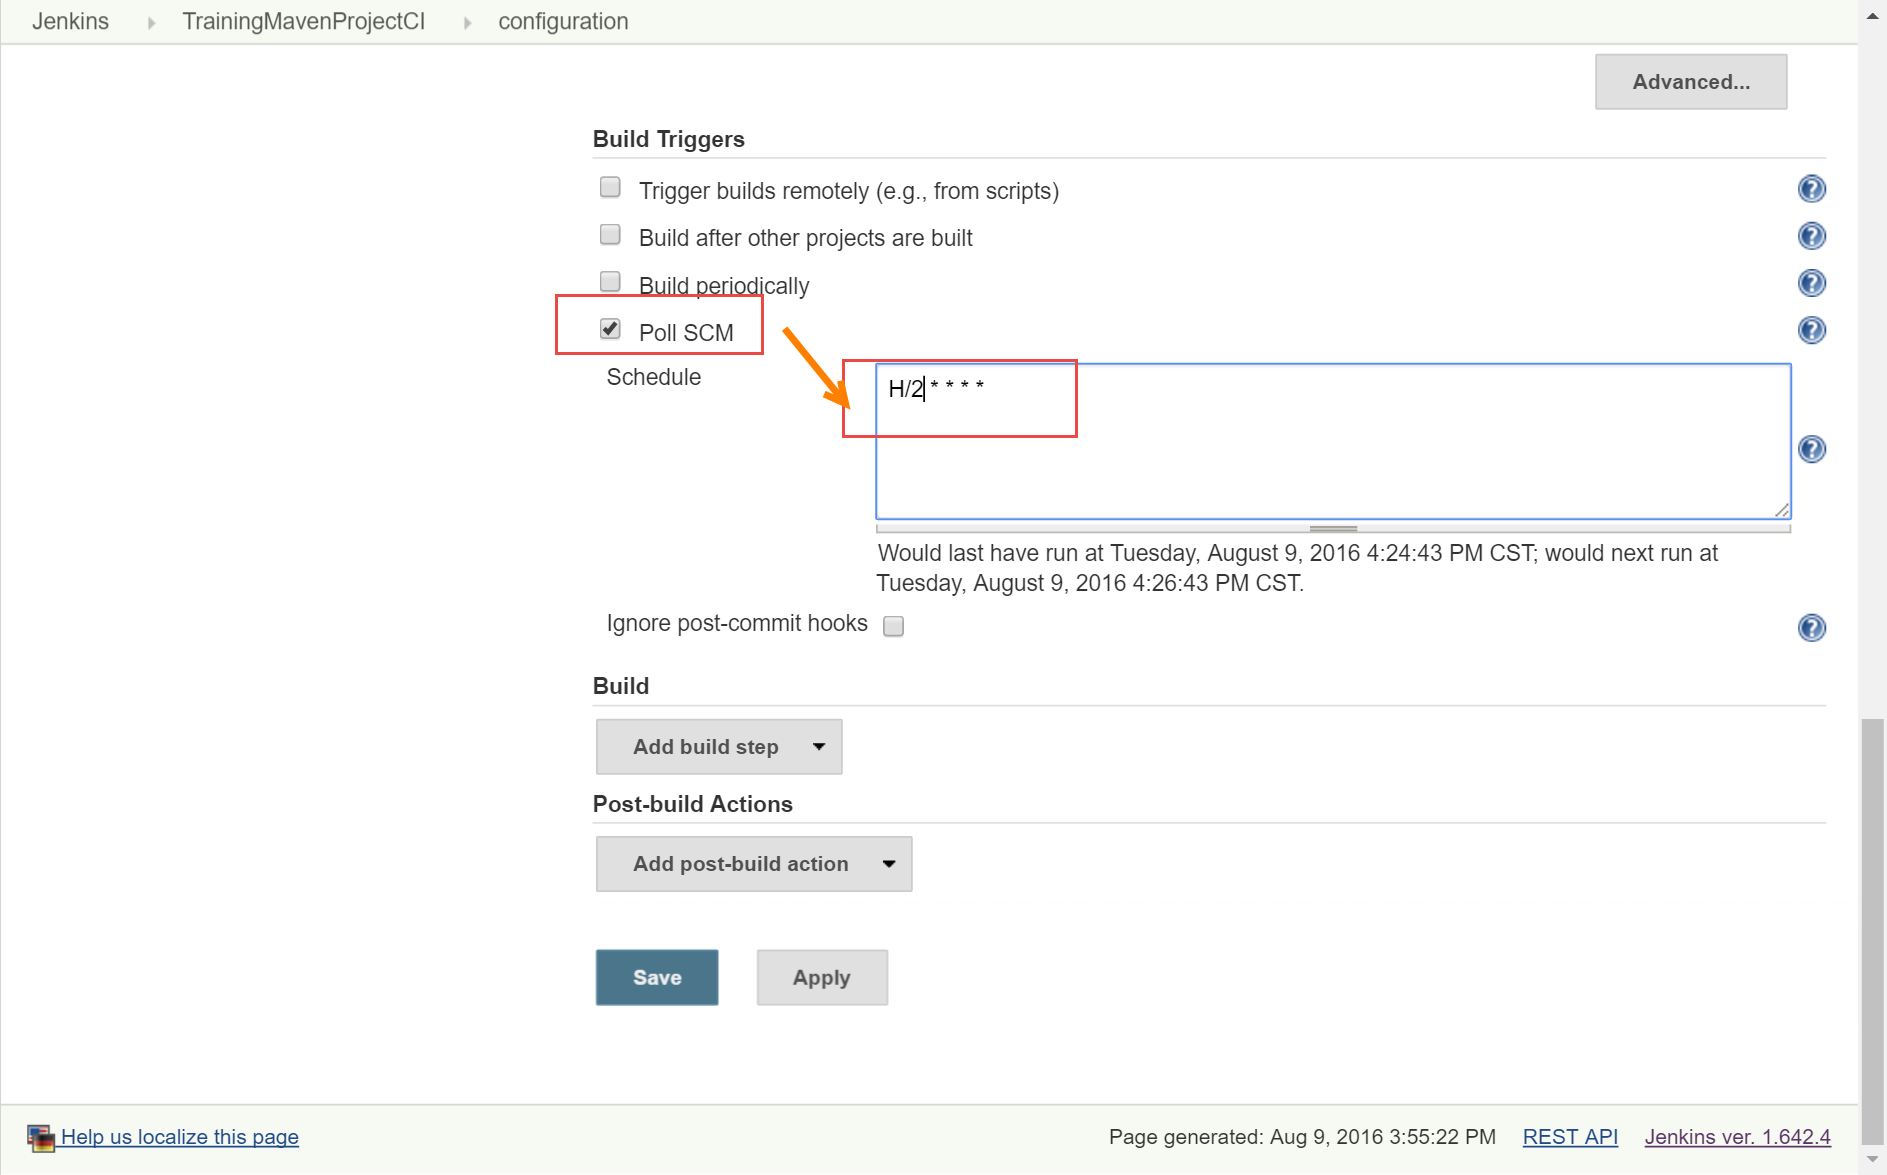 Jenkins TrainingMavenProjectCI configuration
Advanced...
Build Triggers
Trigger builds remotely (e.g., from scripts)
Build after other projects are built
Build periodically
Poll SCM
Schedule
H/2 * * * *
Would last have run at Tuesday, August 9, 2016 4:24:43 PM CST; would next run at
Tuesday, August 9, 2016 4:26:43 PM CST.
Ignore post-commit hooks
Build
Add build step
Post-build Actions
Add post-build action
Save Apply
Help us localize this page Page generated: Aug 9, 2016 3:55:22 PM REST API Jenkins ver. 1.642.4